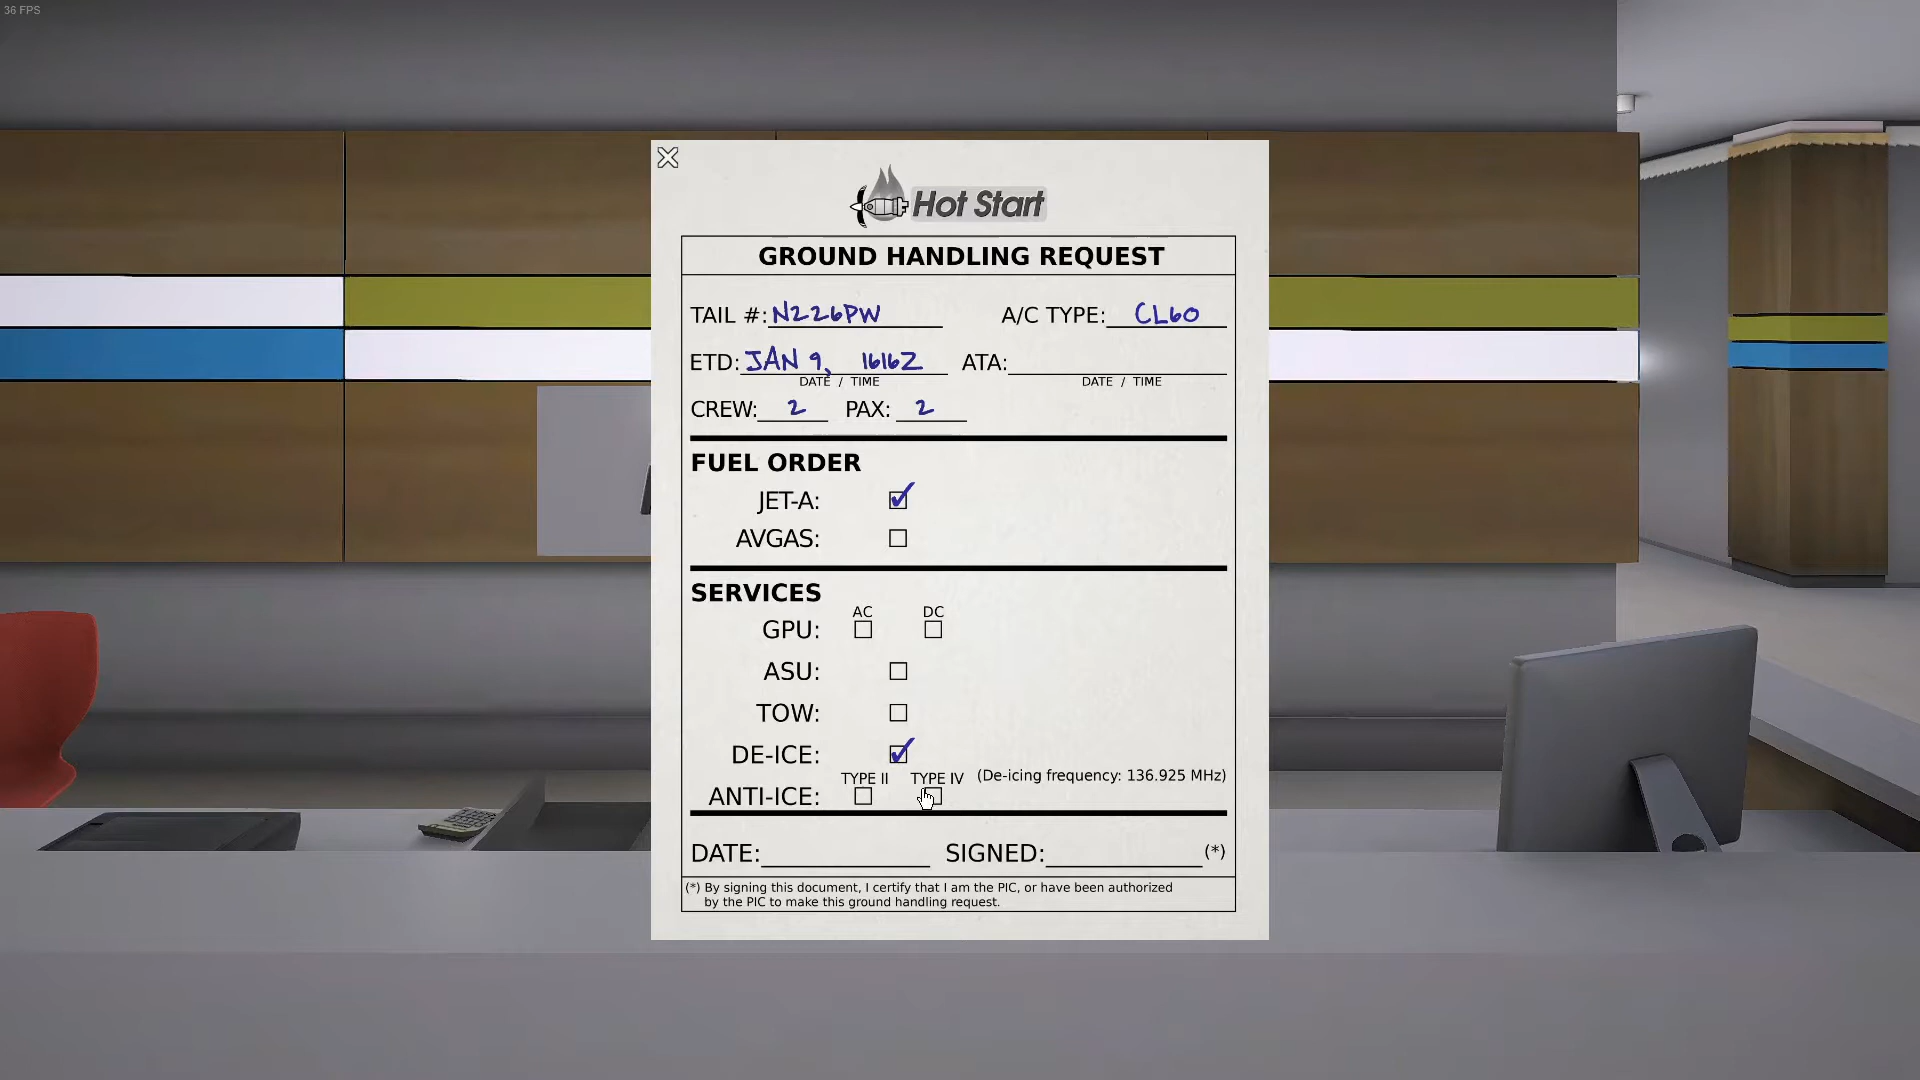 36 FPS
Hot Start
GROUND HANDLING REQUEST
TAIL #: N226PW A/C TYPE: CL60
ETD: JAN 9, 1616Z ATA:
DATE / TIME DATE / TIME
CREW: 2 PAX: 2
FUEL ORDER
JET-A:
AVGAS:
SERVICES
AC DC
GPU:
ASU:
TOW:
DE-ICE:
TYPE II TYPE IV (De-icing frequency: 136.925 MHz)
ANTI-ICE:
DATE: SIGNED: (*)
(*) By signing this document, I certify that I am the PIC, or have been authorized
by the PIC to make this ground handling request.